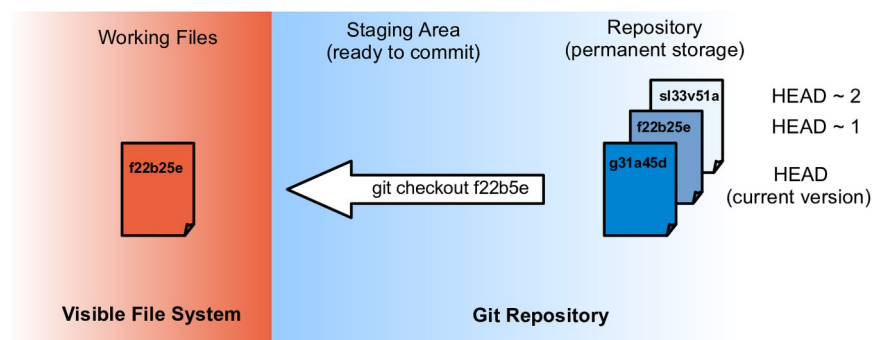 Working Files
Staging Area
(ready to commit)
Repository
(permanent storage)
sl33v51a
HEAD ~ 2
f22b25e
HEAD ~ 1
f22b25e
g31a45d
git checkout f22b5e
HEAD
(current version)
Visible File System
Git Repository